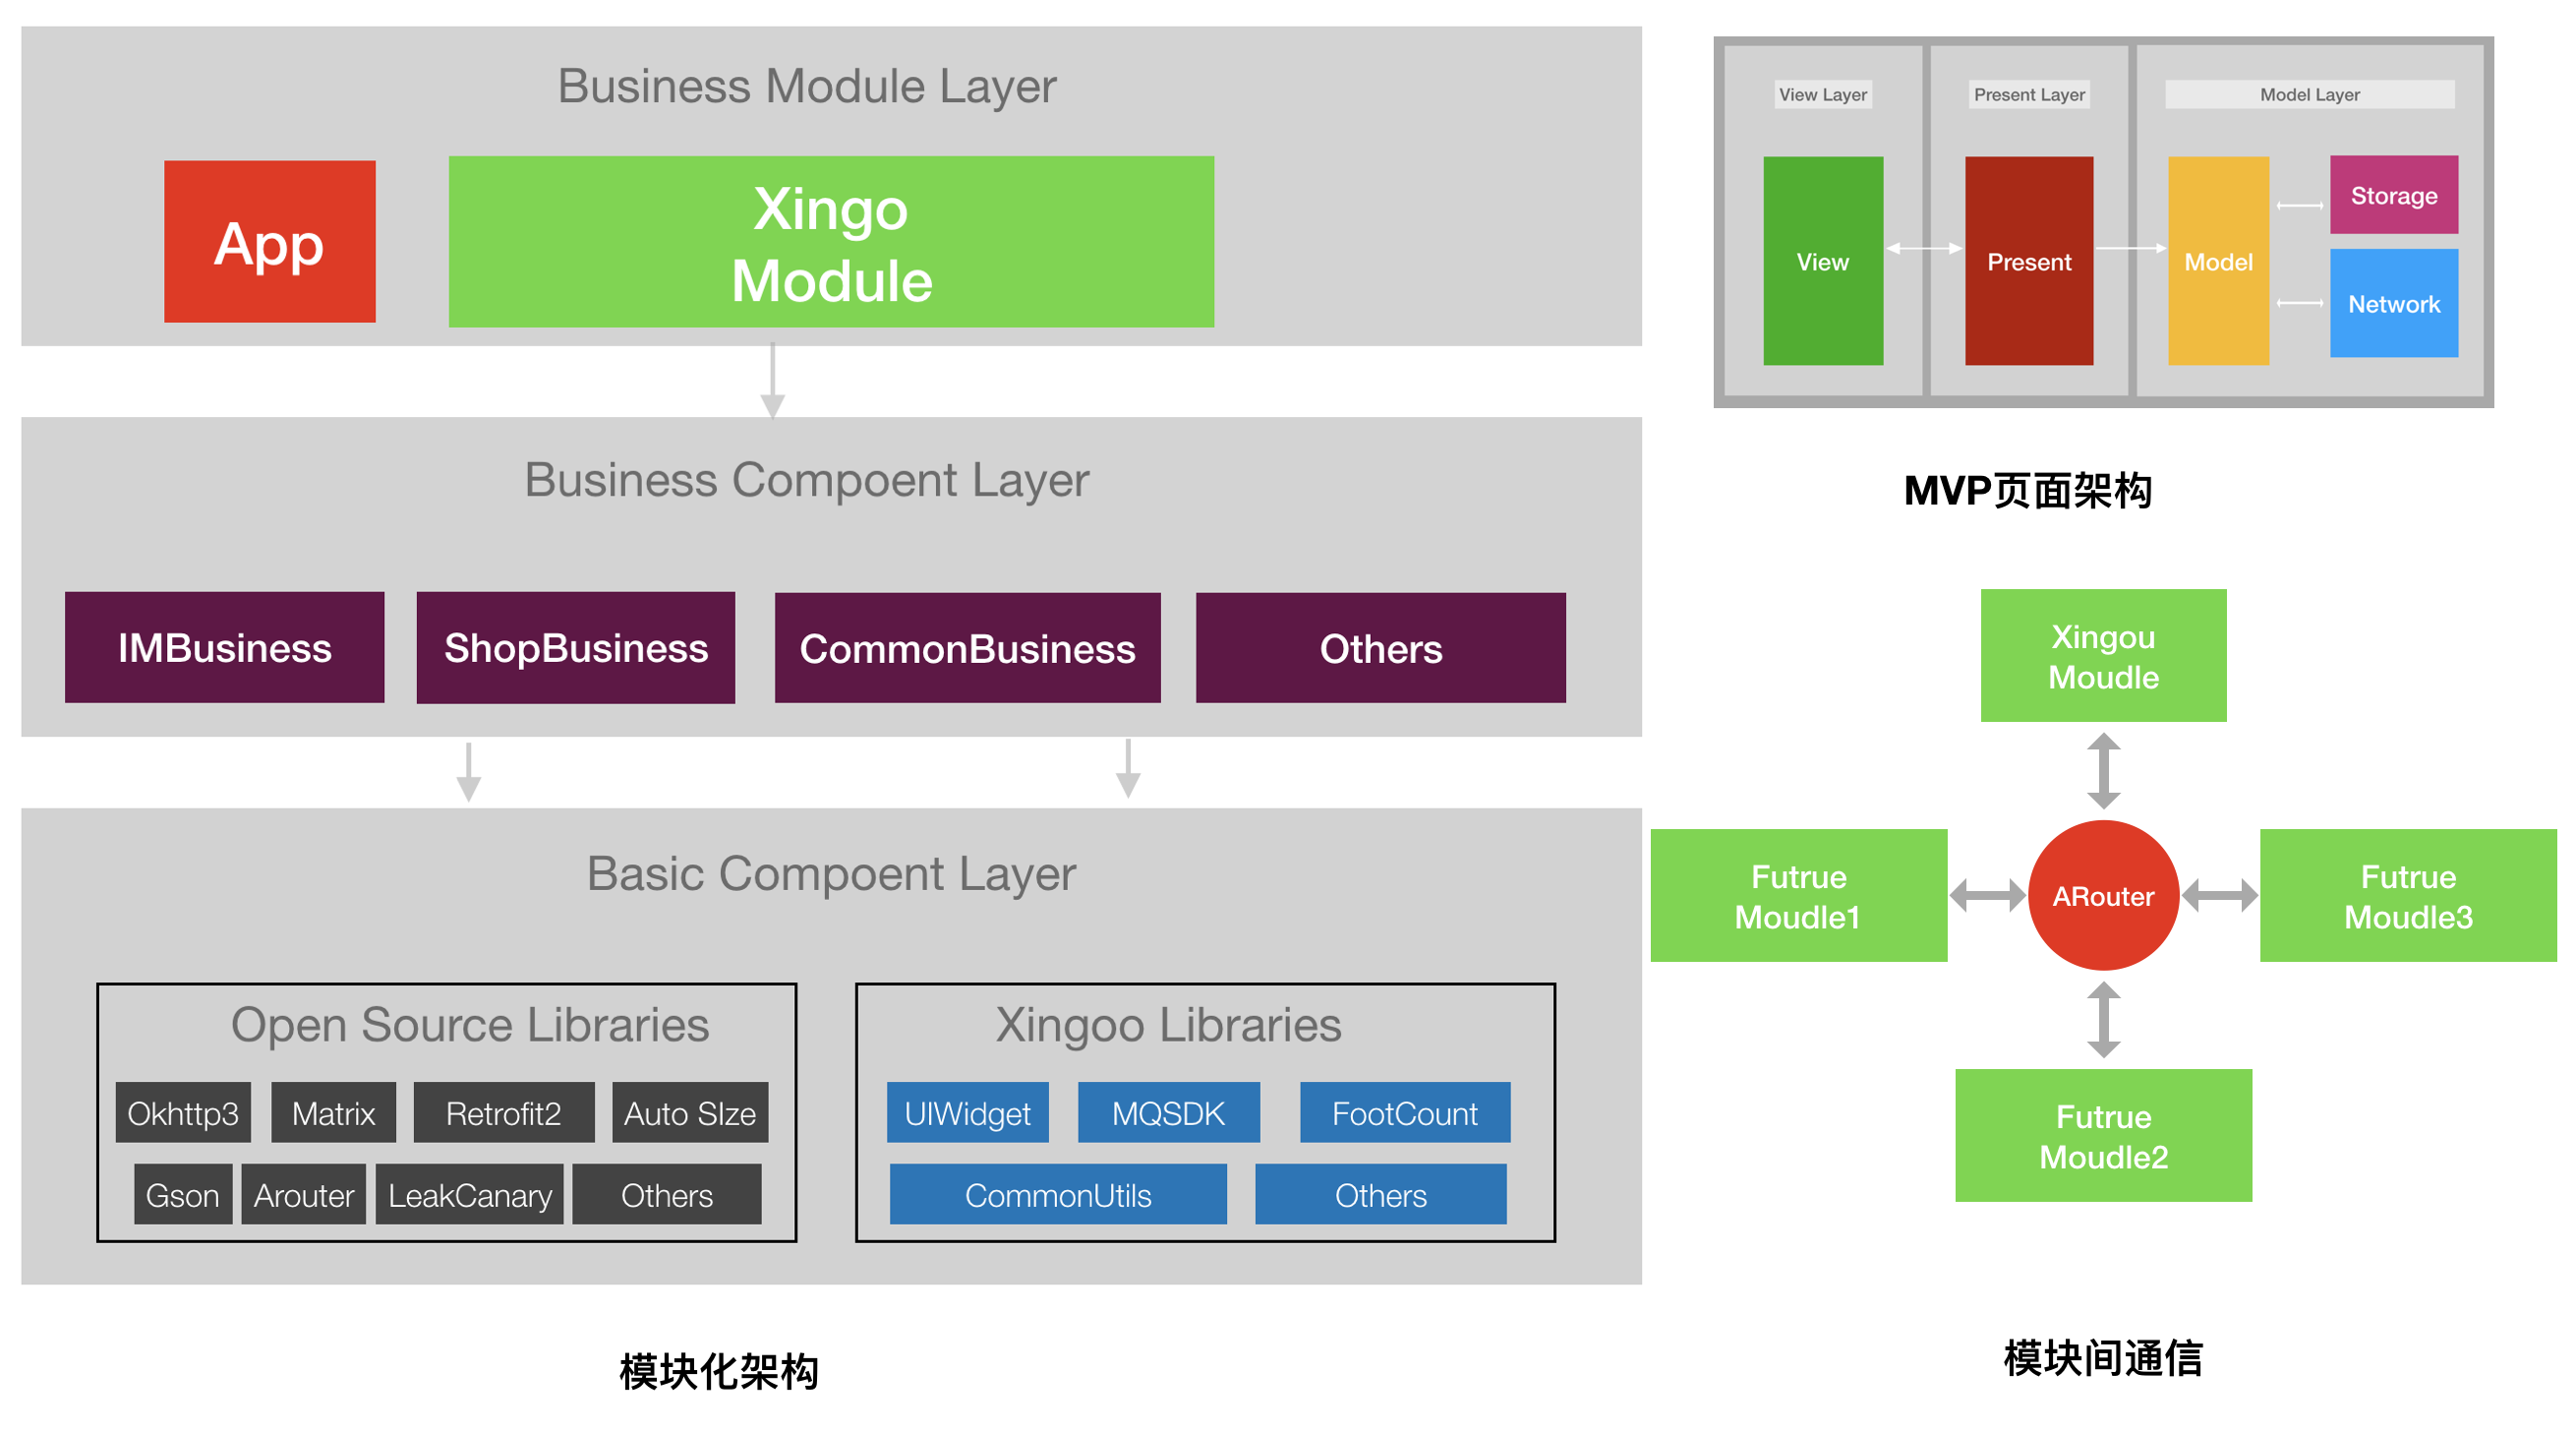 Business Module Layer
App
Xingo
Module
Business Compoent Layer
IMBusiness
ShopBusiness
CommonBusiness
Others
Basic Compoent Layer
Open Source Libraries
Okhttp3
Matrix
Retrofit2
Auto SIze
Gson
Arouter
LeakCanary
Others
Xingoo Libraries
UIWidget
MQSDK
FootCount
CommonUtils
Others
模块化架构
View Layer
Present Layer
Model Layer
View
Present
Model
Storage
Network
MVP页面架构
Xingou
Moudle
Futrue
Moudle1
ARouter
Futrue
Moudle3
Futrue
Moudle2
模块间通信